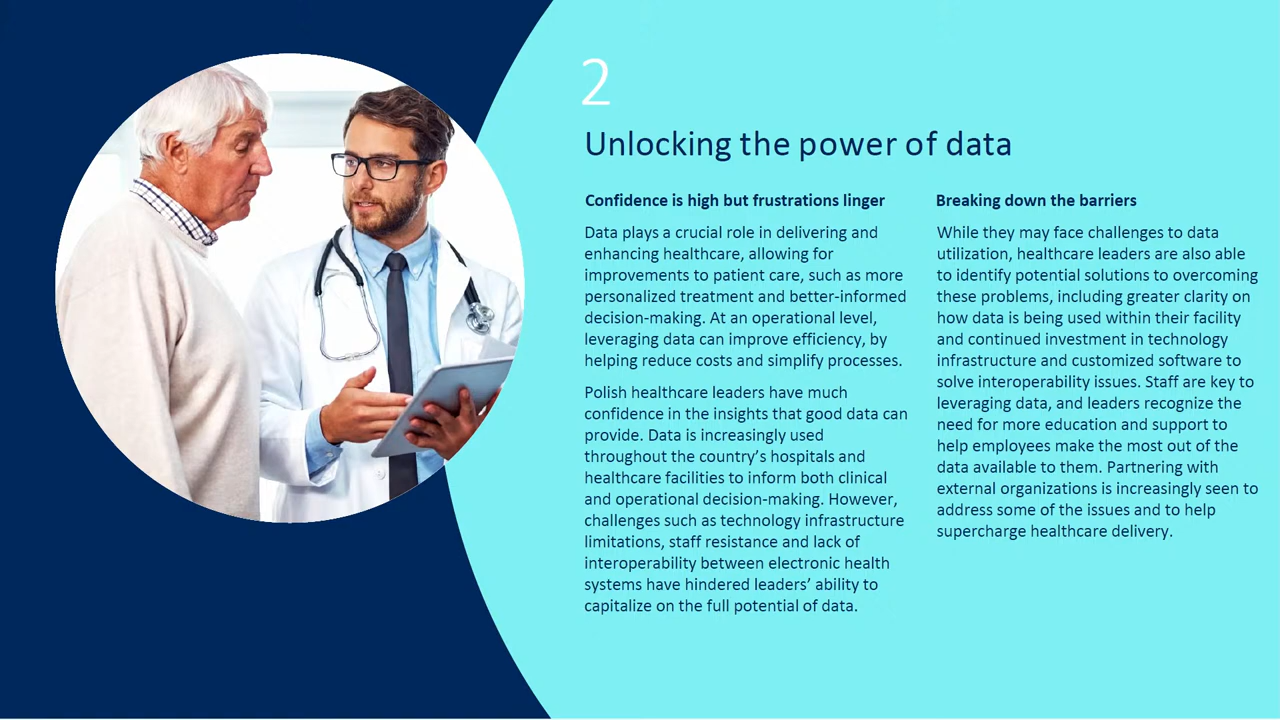 2
Unlocking the power of data
Confidence is high but frustrations linger
Data plays a crucial role in delivering and
enhancing healthcare, allowing for
improvements to patient care, such as more
personalized treatment and better-informed
decision-making. At an operational level,
leveraging data can improve efficiency, by
helping reduce costs and simplify processes.
Polish healthcare leaders have much
confidence in the insights that good data can
provide. Data is increasingly used
throughout the country’s hospitals and
healthcare facilities to inform both clinical
and operational decision-making. However,
challenges such as technology infrastructure
limitations, staff resistance and lack of
interoperability between electronic health
systems have hindered leaders’ ability to
capitalize on the full potential of data.
Breaking down the barriers
While they may face challenges to data
utilization, healthcare leaders are also able
to identify potential solutions to overcoming
these problems, including greater clarity on
how data is being used within their facility
and continued investment in technology
infrastructure and customized software to
solve interoperability issues. Staff are key to
leveraging data, and leaders recognize the
need for more education and support to
help employees make the most out of the
data available to them. Partnering with
external organizations is increasingly seen to
address some of the issues and to help
supercharge healthcare delivery.